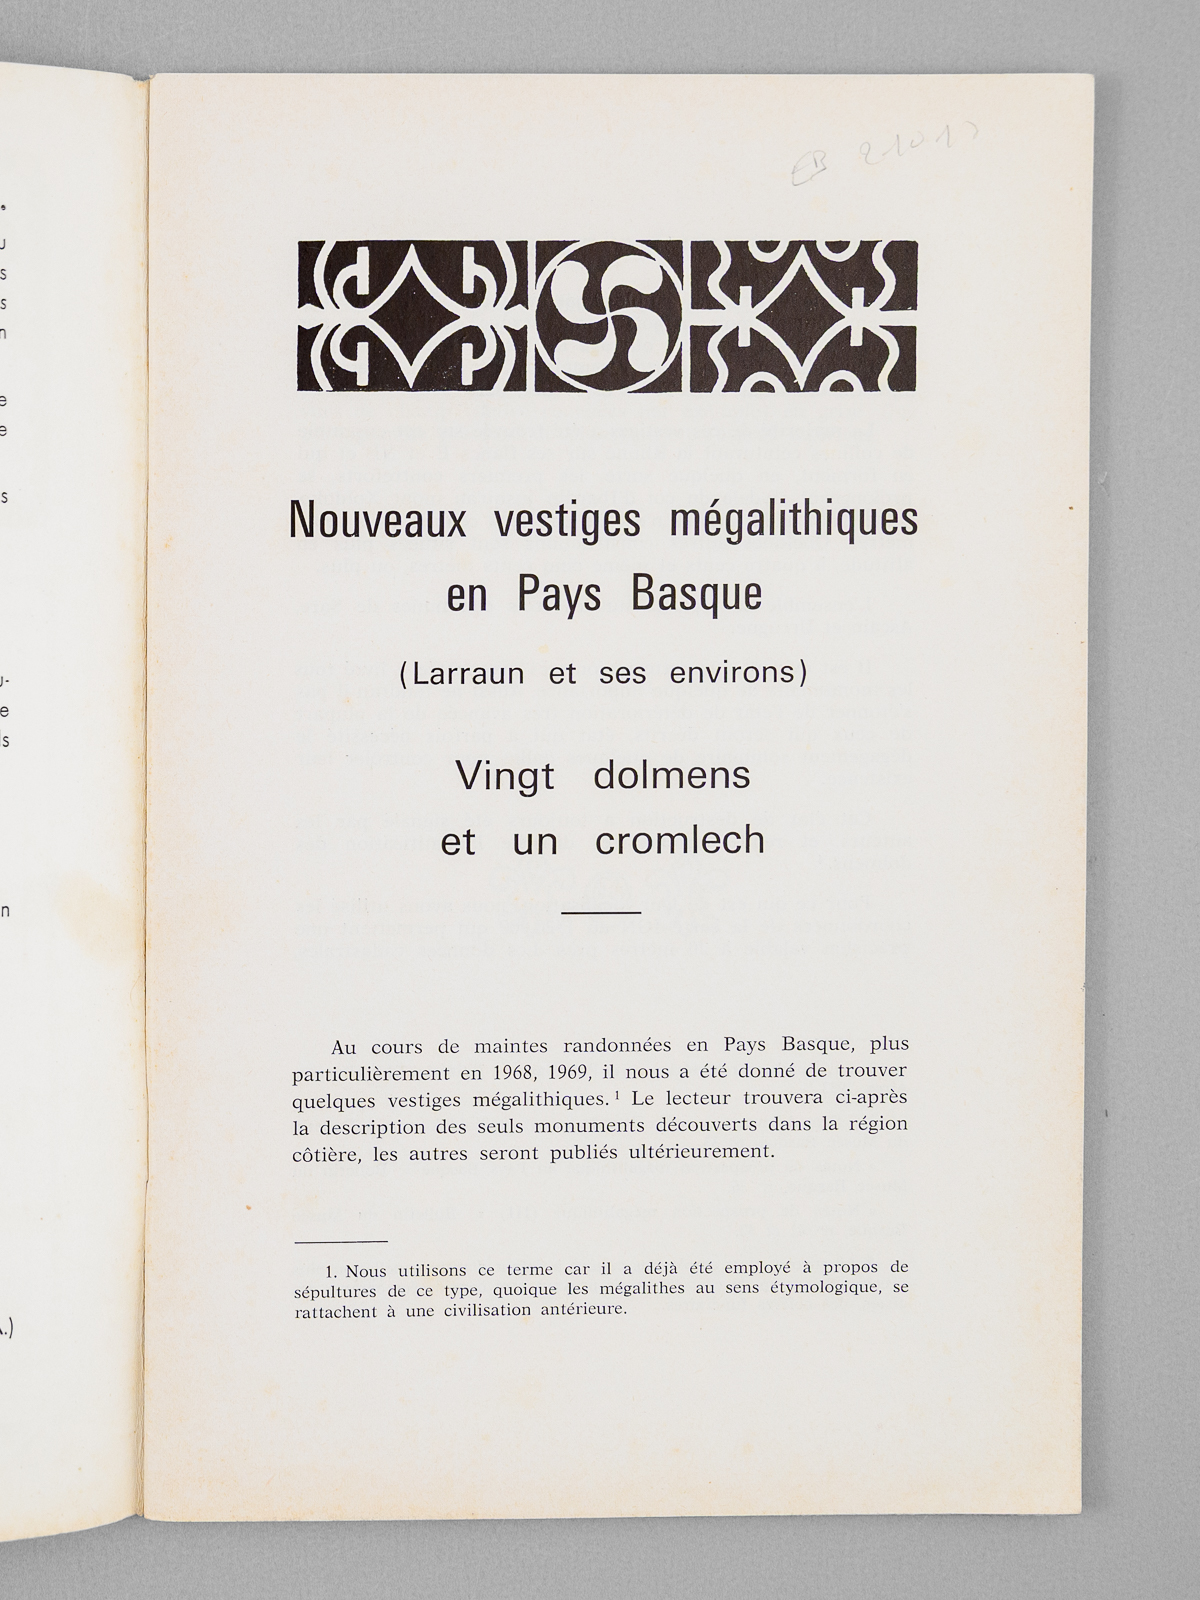 Nouveaux vestiges mégalithiques
en Pays Basque
(Larraun et ses environs)
Vingt dolmens
et un cromlech
Au cours de maintes randonnées en Pays Basque, plus
particulièrement en 1968, 1969, il nous a été donné de trouver
quelques vestiges mégalithiques.¹ Le lecteur trouvera ci-après
la description des seuls monuments découverts dans la région
côtière, les autres seront publiés ultérieurement.
1. Nous utilisons ce terme car il a déjà été employé à propos de
sépultures de ce type, quoique les mégalithes au sens étymologique, se
rattachent à une civilisation antérieure.